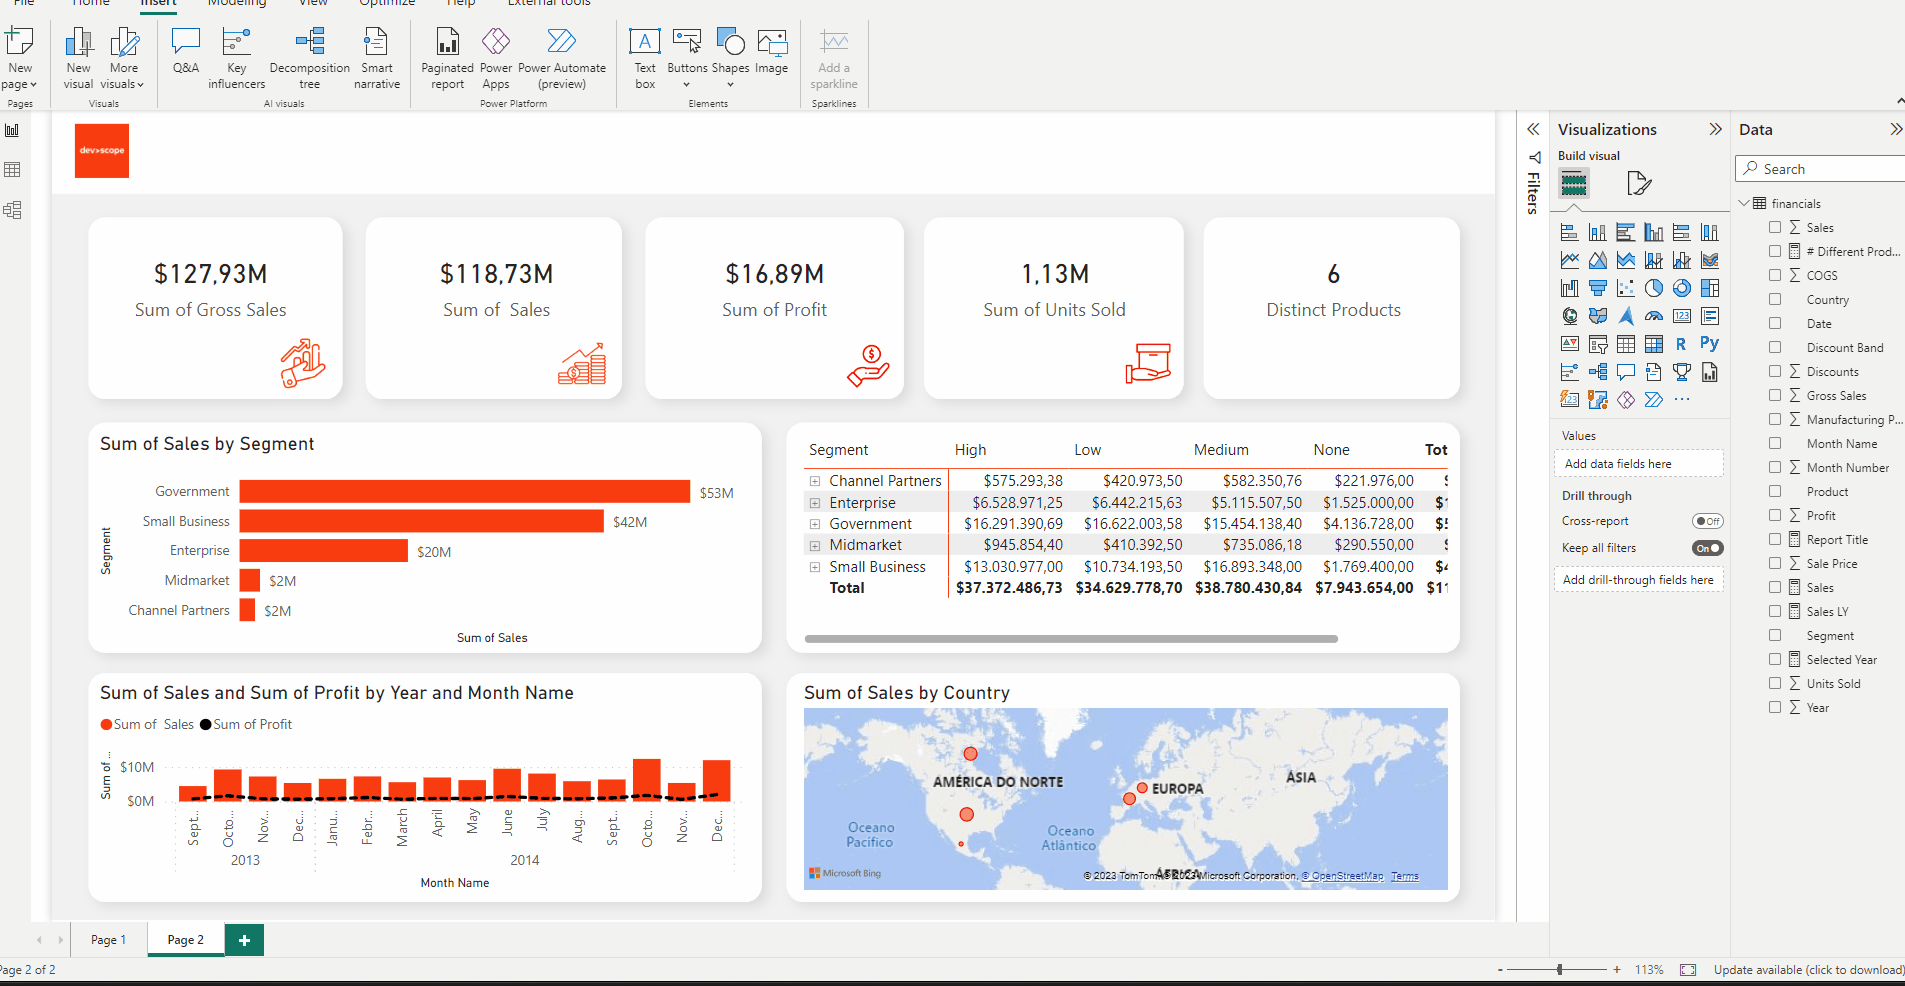 File Home Insert Modeling View Optimize Help External tools
New page
New visual
More visuals
Q&A
Key influencers
Decomposition tree
Smart narrative
Paginated report
Power Apps
Power Automate (preview)
Text box
Buttons
Shapes
Image
Add a sparkline
Pages
Visuals
AI visuals
Power Platform
Elements
Sparklines
dev>scope
$127,93M
Sum of Gross Sales
$118,73M
Sum of  Sales
$16,89M
Sum of Profit
1,13M
Sum of Units Sold
6
Distinct Products
Sum of Sales by Segment
Segment
Government $53M
Small Business $42M
Enterprise $20M
Midmarket $2M
Channel Partners $2M
Sum of Sales
Segment High Low Medium None Tot
Channel Partners $575.293,38 $420.973,50 $582.350,76 $221.976,00
Enterprise $6.528.971,25 $6.442.215,63 $5.115.507,50 $1.525.000,00 $1
Government $16.291.390,69 $16.622.003,58 $15.454.138,40 $4.136.728,00 $5
Midmarket $945.854,40 $410.392,50 $735.086,18 $290.550,00
Small Business $13.030.977,00 $10.734.193,50 $16.893.348,00 $1.769.400,00 $4
Total $37.372.486,73 $34.629.778,70 $38.780.430,84 $7.943.654,00 $11
Sum of Sales and Sum of Profit by Year and Month Name
Sum of  Sales Sum of Profit
Sum of ...
$10M
$0M
Sept... Octo... Nov... Dec... Janu... Febr... March April May June July Aug... Sept... Octo... Nov... Dec...
2013 2014
Month Name
Sum of Sales by Country
AMÉRICA DO NORTE
EUROPA
ÁSIA
Oceano Pacífico
Oceano Atlântico
ÁFRICA
Microsoft Bing
© 2023 TomTom, © 2023 Microsoft Corporation, © OpenStreetMap Terms
Filters
Visualizations
Build visual
R Py
123
Values
Add data fields here
Drill through
Cross-report Off
Keep all filters On
Add drill-through fields here
Data
Search
financials
Sales
# Different Prod...
COGS
Country
Date
Discount Band
Discounts
Gross Sales
Manufacturing P...
Month Name
Month Number
Product
Profit
Report Title
Sale Price
Sales
Sales LY
Segment
Selected Year
Units Sold
Year
Page 1
Page 2
Page 2 of 2
- + 113%
Update available (click to download)